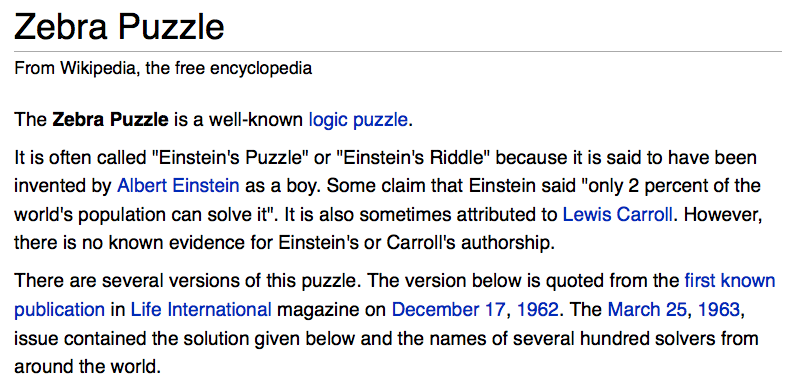 Zebra Puzzle
From Wikipedia, the free encyclopedia
The Zebra Puzzle is a well-known logic puzzle.
It is often called "Einstein's Puzzle" or "Einstein's Riddle" because it is said to have been
invented by Albert Einstein as a boy. Some claim that Einstein said "only 2 percent of the
world's population can solve it". It is also sometimes attributed to Lewis Carroll. However,
there is no known evidence for Einstein's or Carroll's authorship.
There are several versions of this puzzle. The version below is quoted from the first known
publication in Life International magazine on December 17, 1962. The March 25, 1963,
issue contained the solution given below and the names of several hundred solvers from
around the world.